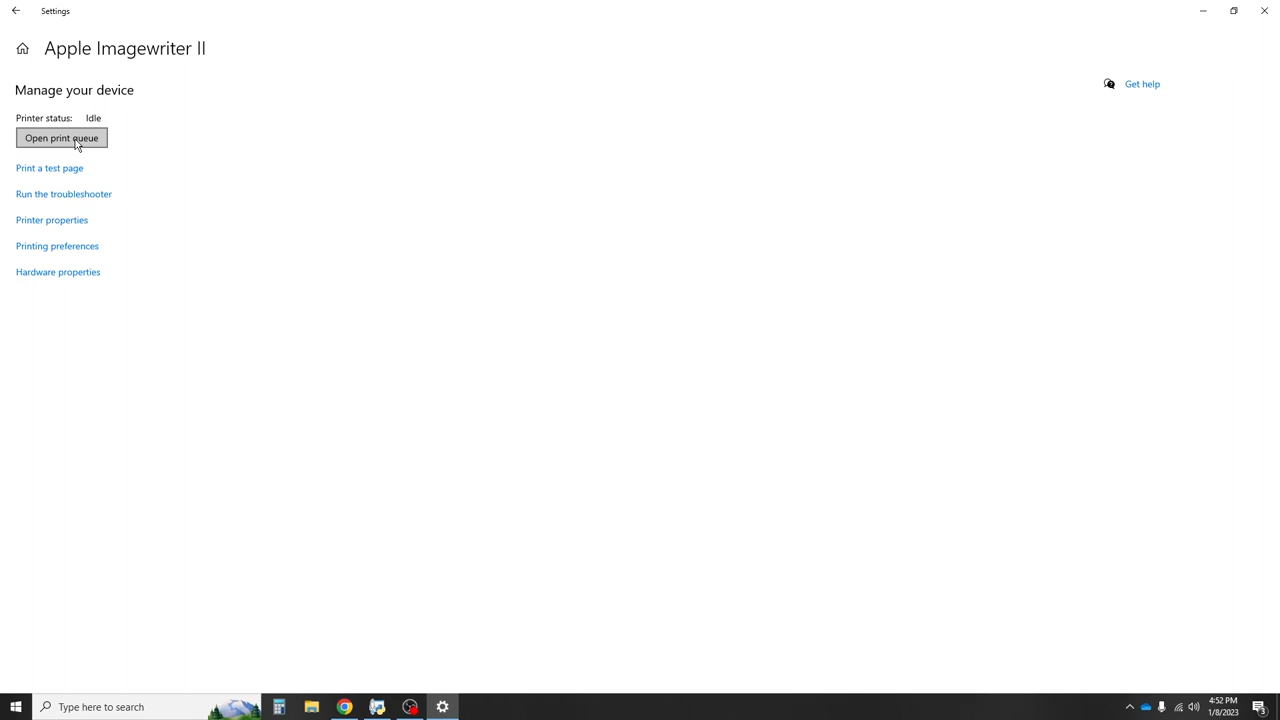 Settings
Apple Imagewriter II
Manage your device
Get help
Printer status: Idle
Open print queue
Print a test page
Run the troubleshooter
Printer properties
Printing preferences
Hardware properties
Type here to search
4:52 PM
1/8/2023
3